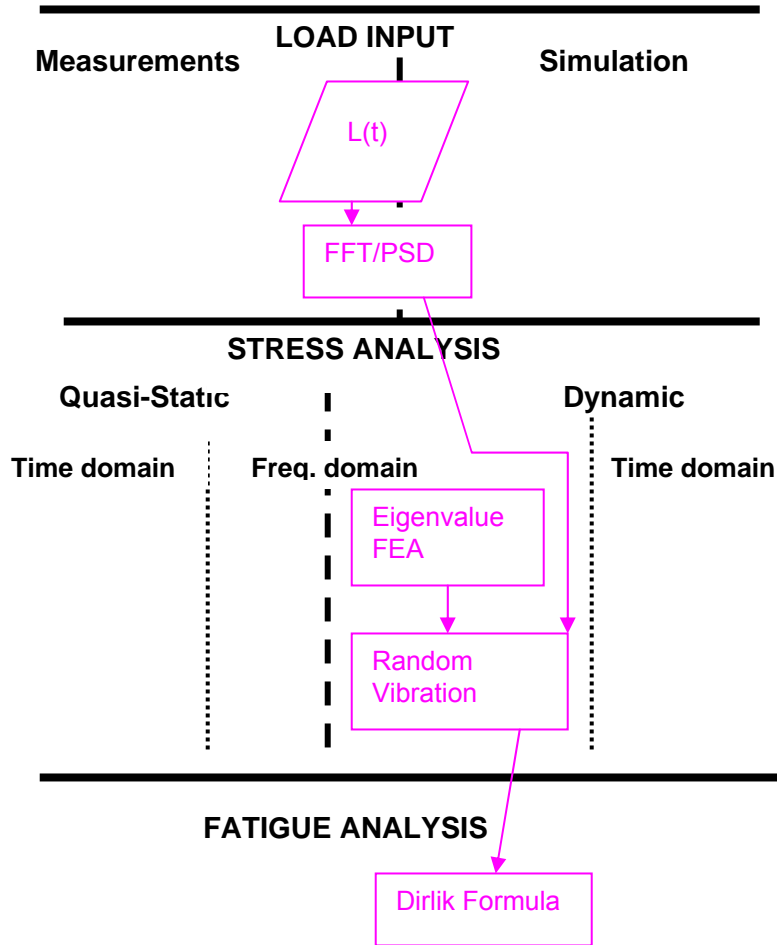 LOAD INPUT
Measurements
Simulation
L(t)
FFT/PSD
STRESS ANALYSIS
Quasi-Static
Dynamic
Time domain
Freq. domain
Time domain
Eigenvalue
FEA
Random
Vibration
FATIGUE ANALYSIS
Dirlik Formula